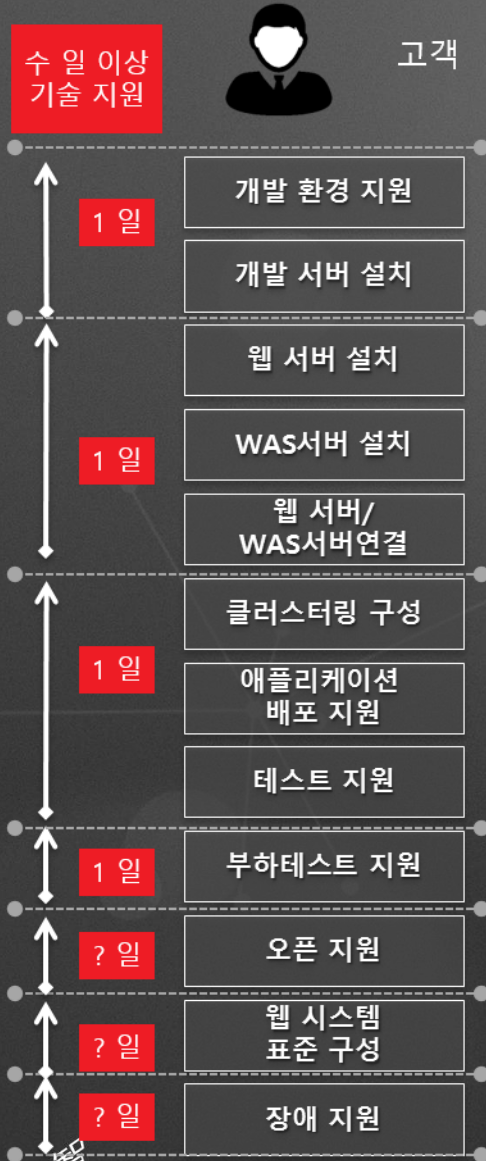 수 일 이상
기술 지원
고객
1 일
개발 환경 지원
개발 서버 설치
1 일
웹 서버 설치
WAS서버 설치
웹 서버/
WAS서버연결
1 일
클러스터링 구성
애플리케이션
배포 지원
테스트 지원
1 일
부하테스트 지원
? 일
오픈 지원
? 일
웹 시스템
표준 구성
? 일
장애 지원